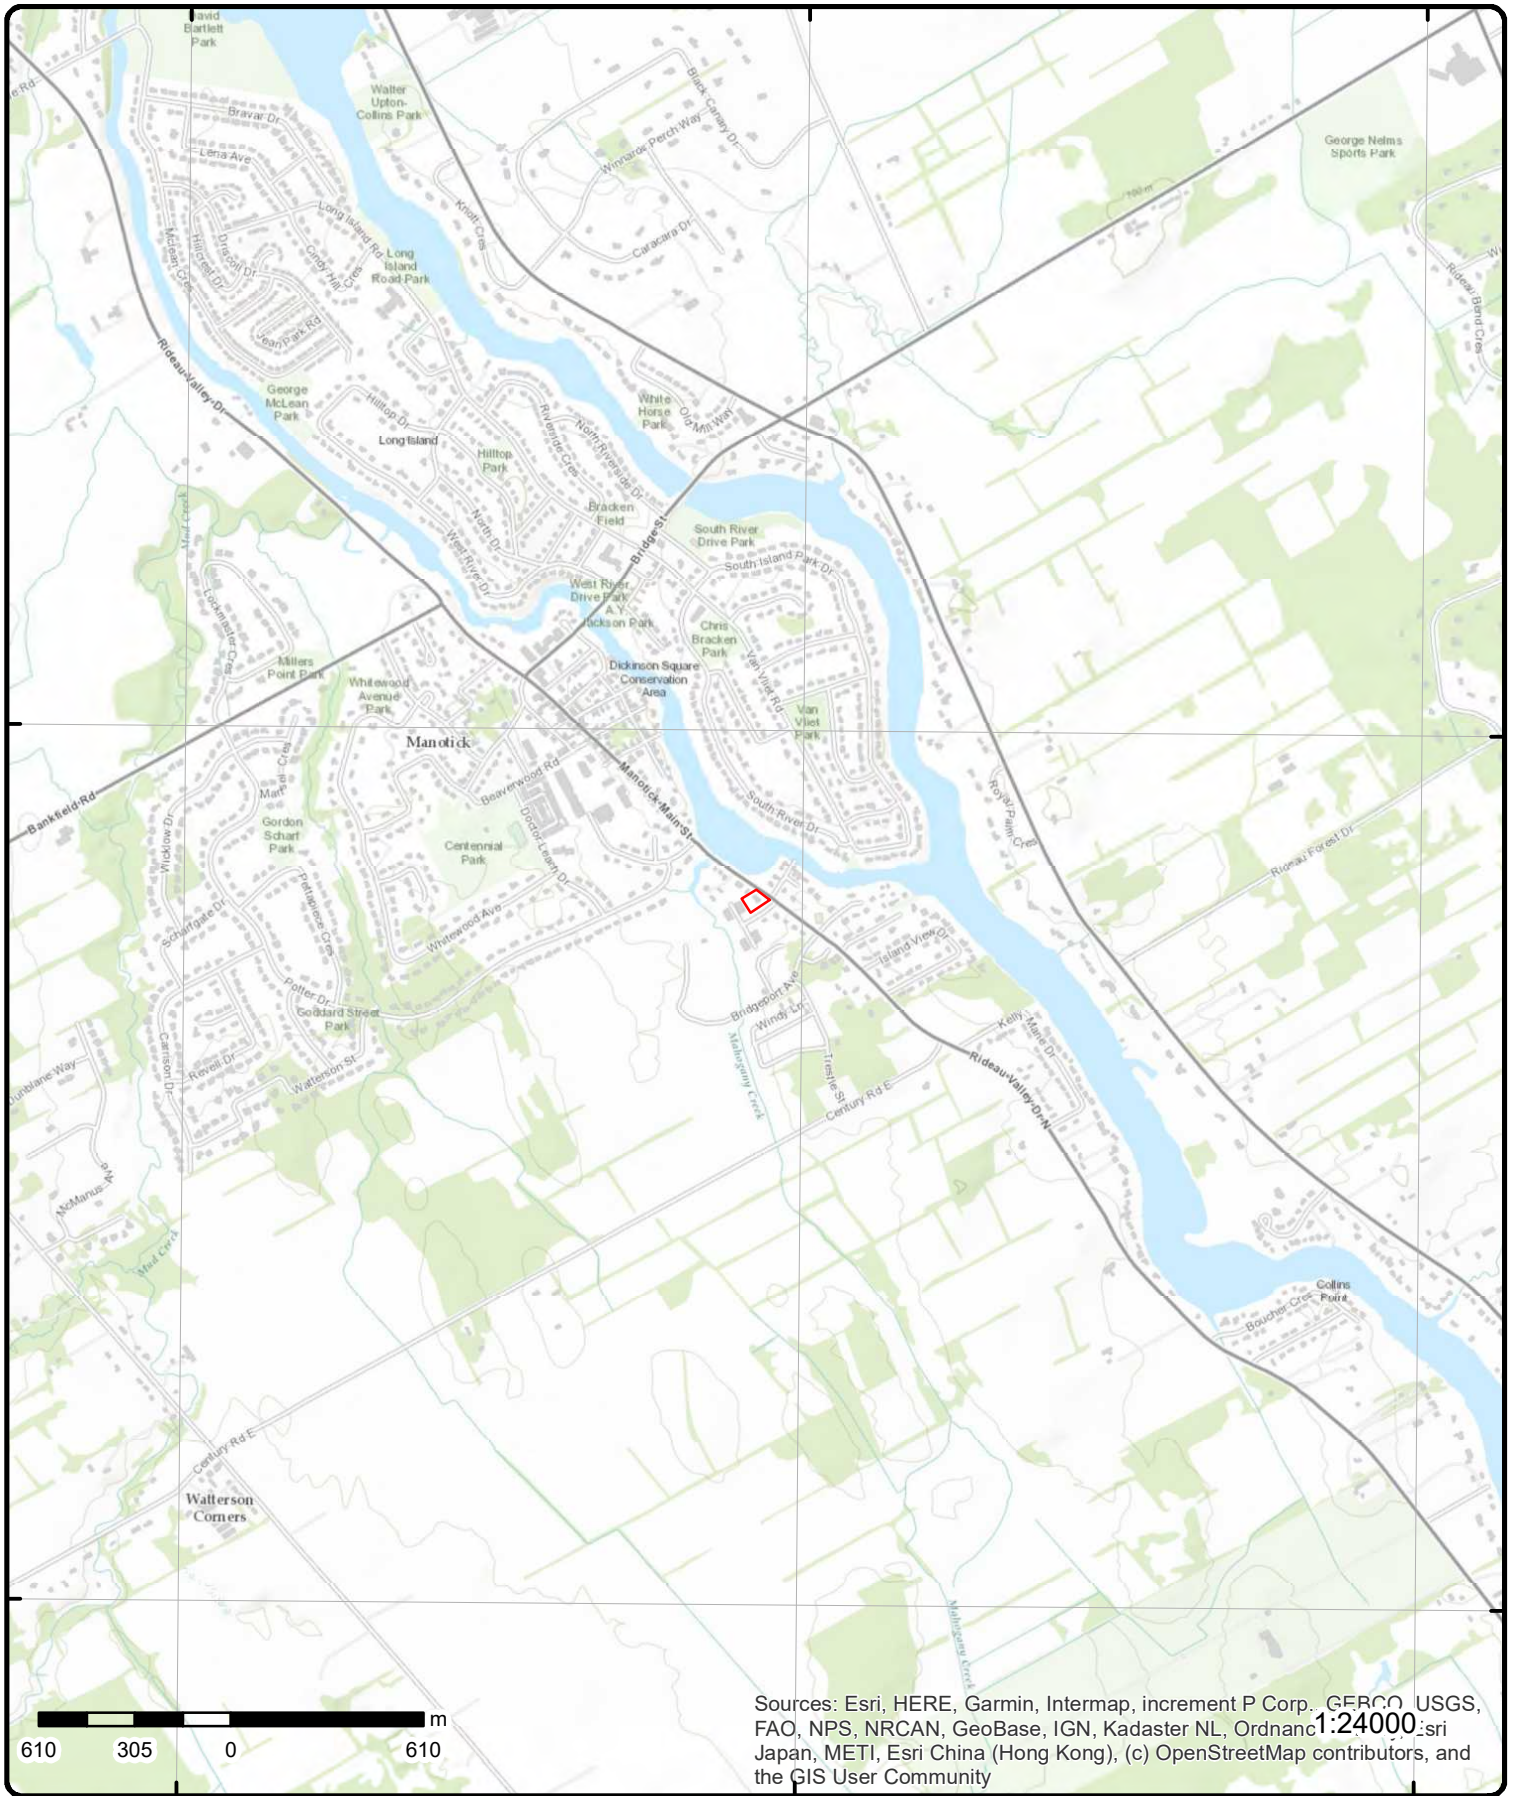 David
Bartlett
Park
Walter
Upton-
Collins Park
Black Canary Dr
Winnaror Perch Way
George Nelms
Sports Park
Bravar Dr
Lena Ave
100 m
Knott Cres
Caracara Dr
Long Island Rd
Mclean Cres
Hillcrest Dr
Driscoll Dr
Cindy Hill
Cres
Long
Island
Road Park
Rideau Bend Cres
Jean Park Rd
Rideau Valley Dr
George
McLean
Park
Hilltop Dr
Long Island
White
Horse
Park
Old Mill Way
Riverside Cres
North Riverside Dr
Hilltop
Park
Mud Creek
Bracken
Field
North Dr
West River Dr
Bridge St
South River
Drive Park
South Island Park Dr
West River
Drive Park
A.Y.
Jackson Park
Lockmaster Cres
Chris
Bracken
Park
Van Vliet Rd
Millers
Point Park
Whitewood
Avenue
Park
Dickinson Square
Conservation
Area
Van
Vliet
Park
Manotick
Beaverwood Rd
Manotick Main St
Bankfield Rd
Wicklow Dr
Gordon
Schart
Park
Centennial
Park
Doctor Leach Dr
South River Dr
Royal Palm Cres
Rideau Forest Dr
Pettapiece Cres
Scharfgate Dr
Whitewood Ave
Island View Dr
Potter Dr
Goddard Street
Park
Bridgeport Ave
Windy Ln
Kelly
Marie Dr
Mahogany Creek
Trestle St
Rideau Valley Dr N
Century Rd E
Carrison Dr
Revell Dr
Watterson St
Dunblane Way
McManus Ave
Mud Creek
Collins
Point
Boucher Cres
Century Rd E
Watterson
Corners
Mahogany Creek
m
610 305 0 610
Sources: Esri, HERE, Garmin, Intermap, increment P Corp., GEBCO, USGS,
FAO, NPS, NRCAN, GeoBase, IGN, Kadaster NL, Ordnanc Esri
1:24000
Japan, METI, Esri China (Hong Kong), (c) OpenStreetMap contributors, and
the GIS User Community